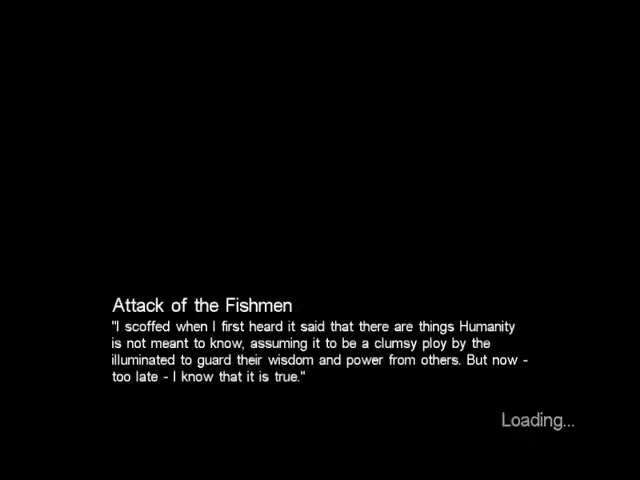 Attack of the Fishmen
"I scoffed when I first heard it said that there are things Humanity
is not meant to know, assuming it to be a clumsy ploy by the
illuminated to guard their wisdom and power from others. But now -
too late - I know that it is true."
Loading...